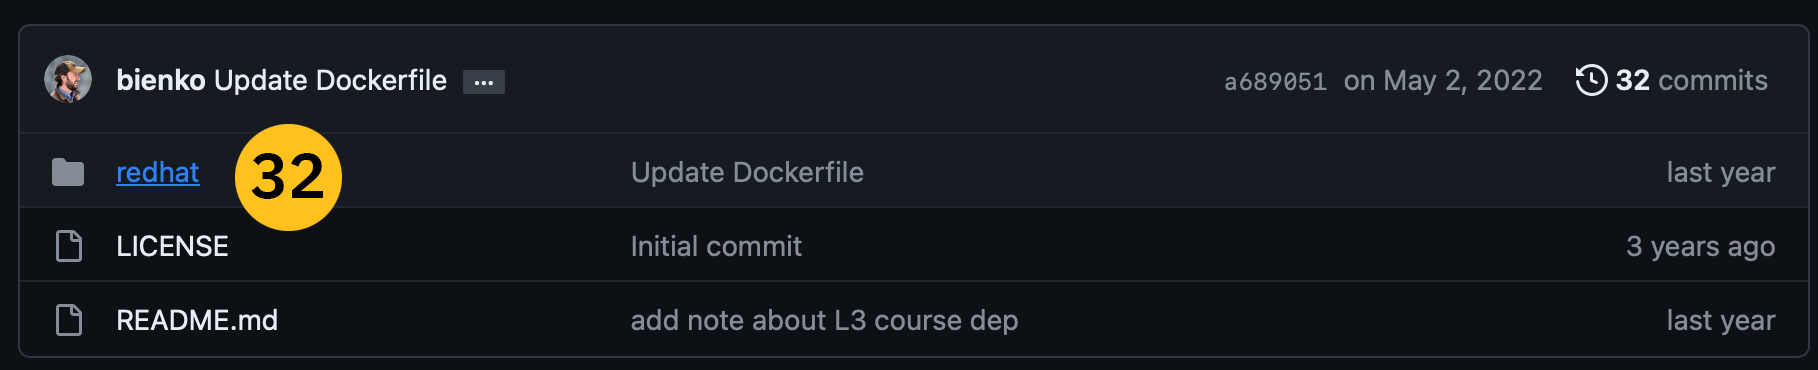 bienko Update Dockerfile ... a689051 on May 2, 2022 32 commits
redhat 32 Update Dockerfile last year
LICENSE Initial commit 3 years ago
README.md add note about L3 course dep last year